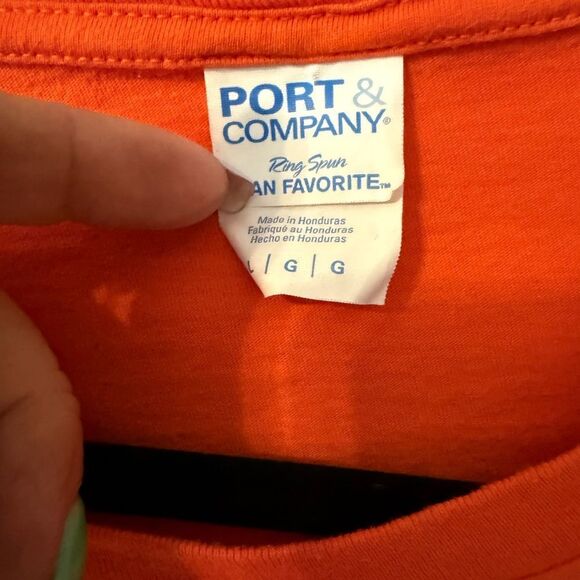 PORT &
COMPANY®
Ring Spun
AN FAVORITE™
Made in Honduras
Fabriqué au Honduras
Hecho en Honduras
L | G | G